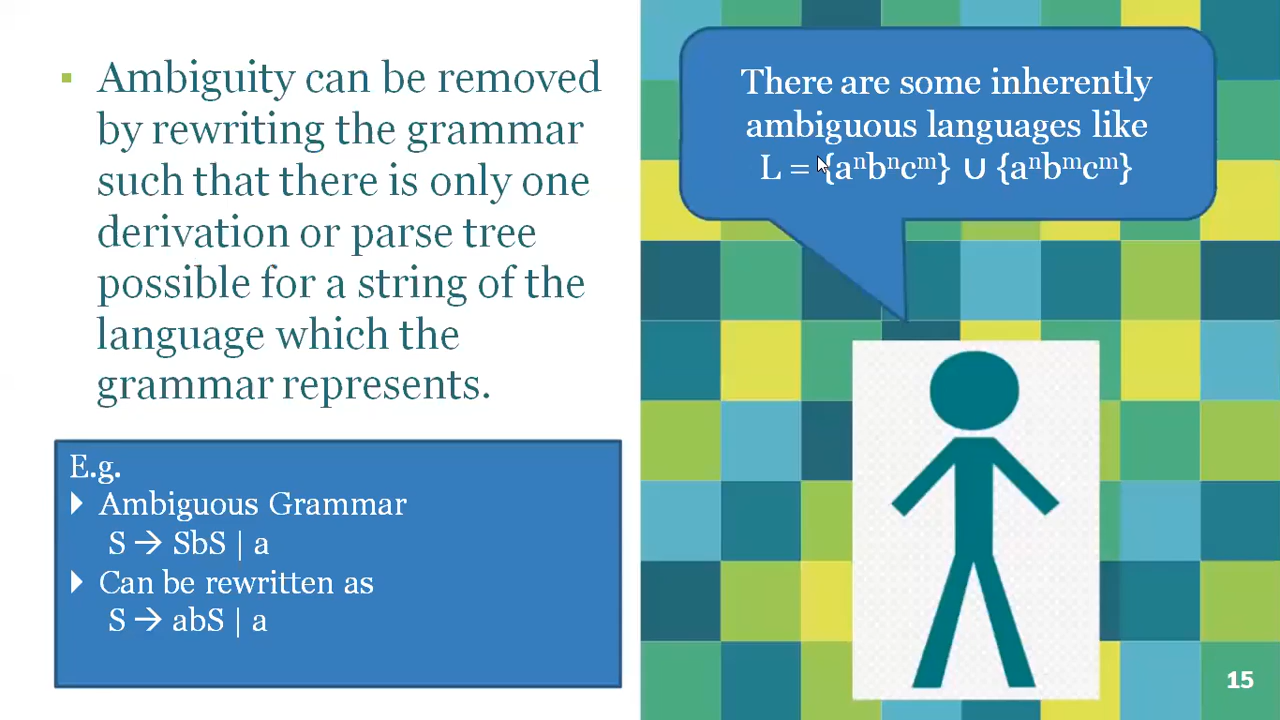 Ambiguity can be removed
by rewriting the grammar
such that there is only one
derivation or parse tree
possible for a string of the
language which the
grammar represents.
E.g.
Ambiguous Grammar
S → SbS | a
Can be rewritten as
S → abS | a
There are some inherently
ambiguous languages like
L = {aⁿbⁿcᵐ} ∪ {aⁿbᵐcᵐ}
15